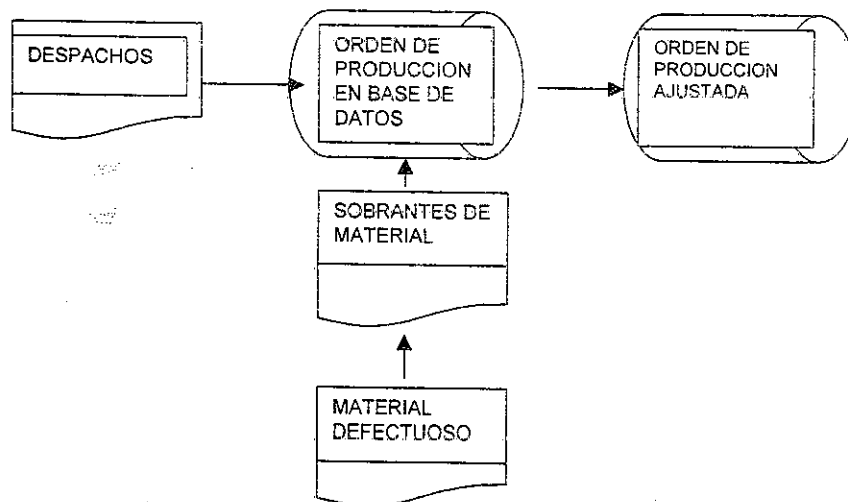 DESPACHOS
ORDEN DE
PRODUCCION
EN BASE DE
DATOS
ORDEN DE
PRODUCCION
AJUSTADA
SOBRANTES DE
MATERIAL
MATERIAL
DEFECTUOSO